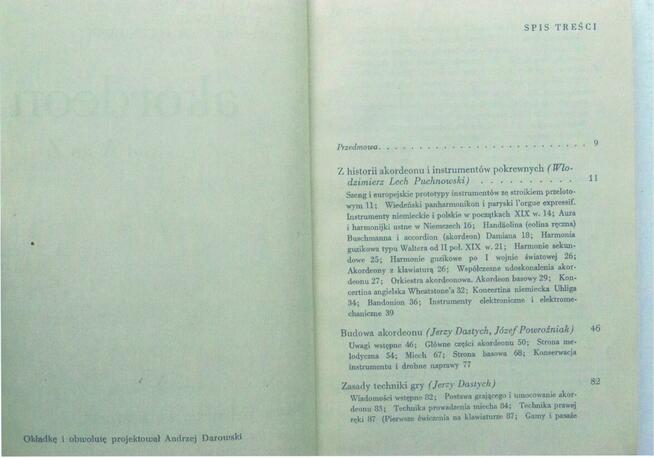 Okładkę i obwolutę projektował Andrzej Darowski
SPIS TREŚCI
Przedmowa. . . . . . . . . . . . . . . . . . . . . . . . . . 9
Z historii akordeonu i instrumentów pokrewnych (Wło-
dzimierz Lech Puchnowski) . . . . . . . . . . 11
Szeng i europejskie prototypy instrumentów ze stroikiem przeloto-
wym 11; Wiedeński panharmonikon i paryski l'orgue expressif.
Instrumenty niemieckie i polskie w początkach XIX w. 14; Aura
i harmonijki ustne w Niemczech 16; Handäolina (eolina ręczna)
Buschmanna i accordion (akordeon) Damiana 18; Harmonia
guzikowa typu Waltera od II poł. XIX w. 21; Harmonie sekun-
dowe 25; Harmonie guzikowe po I wojnie światowej 26;
Akordeony z klawiaturą 26; Współczesne udoskonalenia akor-
deonu 27; Orkiestra akordeonowa. Akordeon basowy 29; Kon-
certina angielska Wheatstone'a 32; Koncertina niemiecka Uhliga
34; Bandonion 36; Instrumenty elektroniczne i elektrome-
chaniczne 39
Budowa akordeonu (Jerzy Dastych, Józef Powroźniak) 46
Uwagi wstępne 46; Główne części akordeonu 50; Strona me-
lodyczna 54; Miech 67; Strona basowa 68; Konserwacja
instrumentu i drobne naprawy 77
Zasady techniki gry (Jerzy Dastych) 82
Wiadomości wstępne 82; Postawa grającego i umocowanie akor-
deonu 83; Technika prowadzenia miecha 84; Technika prawej
ręki 87 (Pierwsze ćwiczenia na klawiaturze 87; Gamy i pasaże